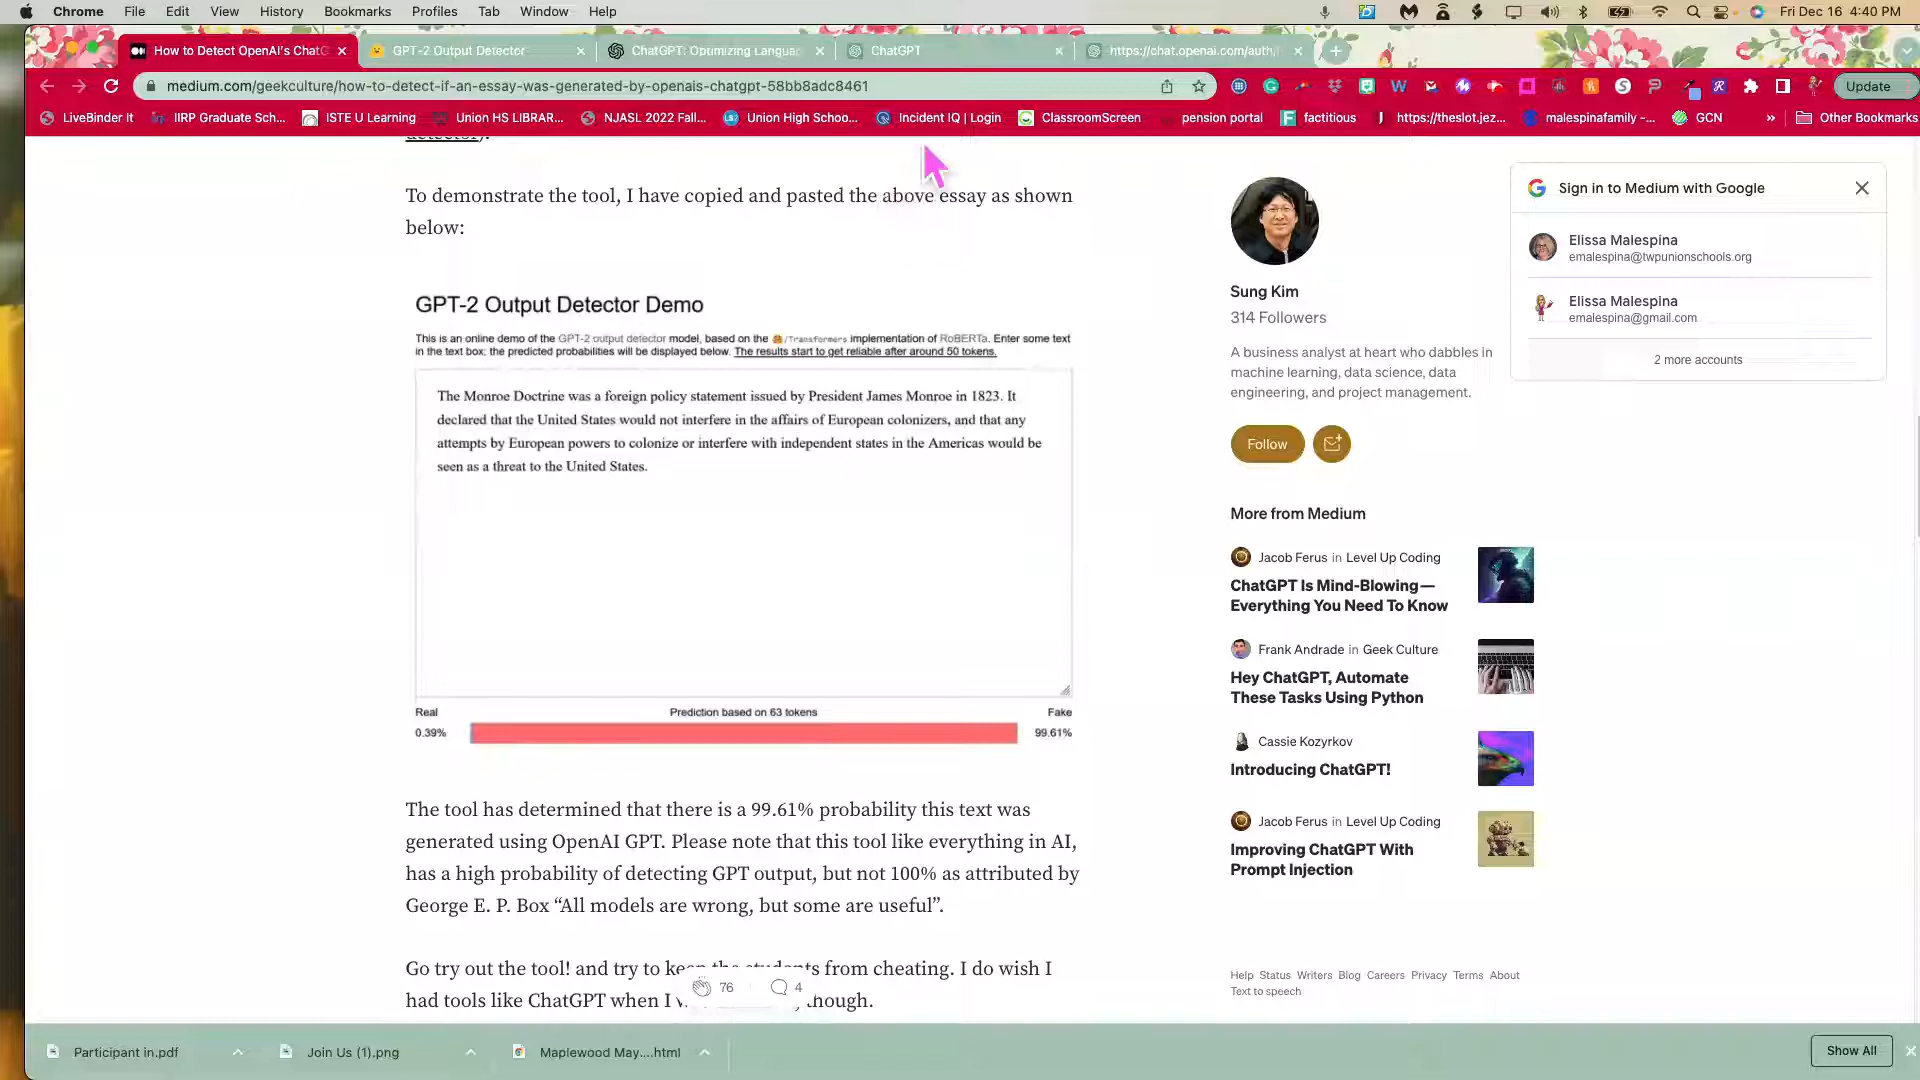 Chrome File Edit View History Bookmarks Profiles Tab Window Help Fri Dec 16 4:40 PM
How to Detect OpenAI's ChatG
GPT-2 Output Detector
ChatGPT: Optimizing Languag
ChatGPT
https://chat.openai.com/auth/
medium.com/geekculture/how-to-detect-if-an-essay-was-generated-by-openais-chatgpt-58bb8adc8461
Update
LiveBinder It
IIRP Graduate Sch...
ISTE U Learning
Union HS LIBRAR...
NJASL 2022 Fall...
Union High Schoo...
Incident IQ | Login
ClassroomScreen
pension portal
factitious
https://theslot.jez...
malespinafamily -...
GCN
»
Other Bookmarks
detector).
To demonstrate the tool, I have copied and pasted the above essay as shown
below:
GPT-2 Output Detector Demo
This is an online demo of the GPT-2 output detector model, based on the 🤗/Transformers implementation of RoBERTa. Enter some text
in the text box; the predicted probabilities will be displayed below. The results start to get reliable after around 50 tokens.
The Monroe Doctrine was a foreign policy statement issued by President James Monroe in 1823. It
declared that the United States would not interfere in the affairs of European colonizers, and that any
attempts by European powers to colonize or interfere with independent states in the Americas would be
seen as a threat to the United States.
Real Prediction based on 63 tokens Fake
0.39% 99.61%
The tool has determined that there is a 99.61% probability this text was
generated using OpenAI GPT. Please note that this tool like everything in AI,
has a high probability of detecting GPT output, but not 100% as attributed by
George E. P. Box “All models are wrong, but some are useful”.
Go try out the tool! and try to keep the students from cheating. I do wish I
had tools like ChatGPT when I though.
76 4
Sung Kim
314 Followers
A business analyst at heart who dabbles in
machine learning, data science, data
engineering, and project management.
Follow
More from Medium
Jacob Ferus in Level Up Coding
ChatGPT Is Mind-Blowing—
Everything You Need To Know
Frank Andrade in Geek Culture
Hey ChatGPT, Automate
These Tasks Using Python
Cassie Kozyrkov
Introducing ChatGPT!
Jacob Ferus in Level Up Coding
Improving ChatGPT With
Prompt Injection
Help Status Writers Blog Careers Privacy Terms About
Text to speech
Sign in to Medium with Google
Elissa Malespina
emalespina@twpunionschools.org
Elissa Malespina
emalespina@gmail.com
2 more accounts
Participant in.pdf
Join Us (1).png
Maplewood May....html
Show All